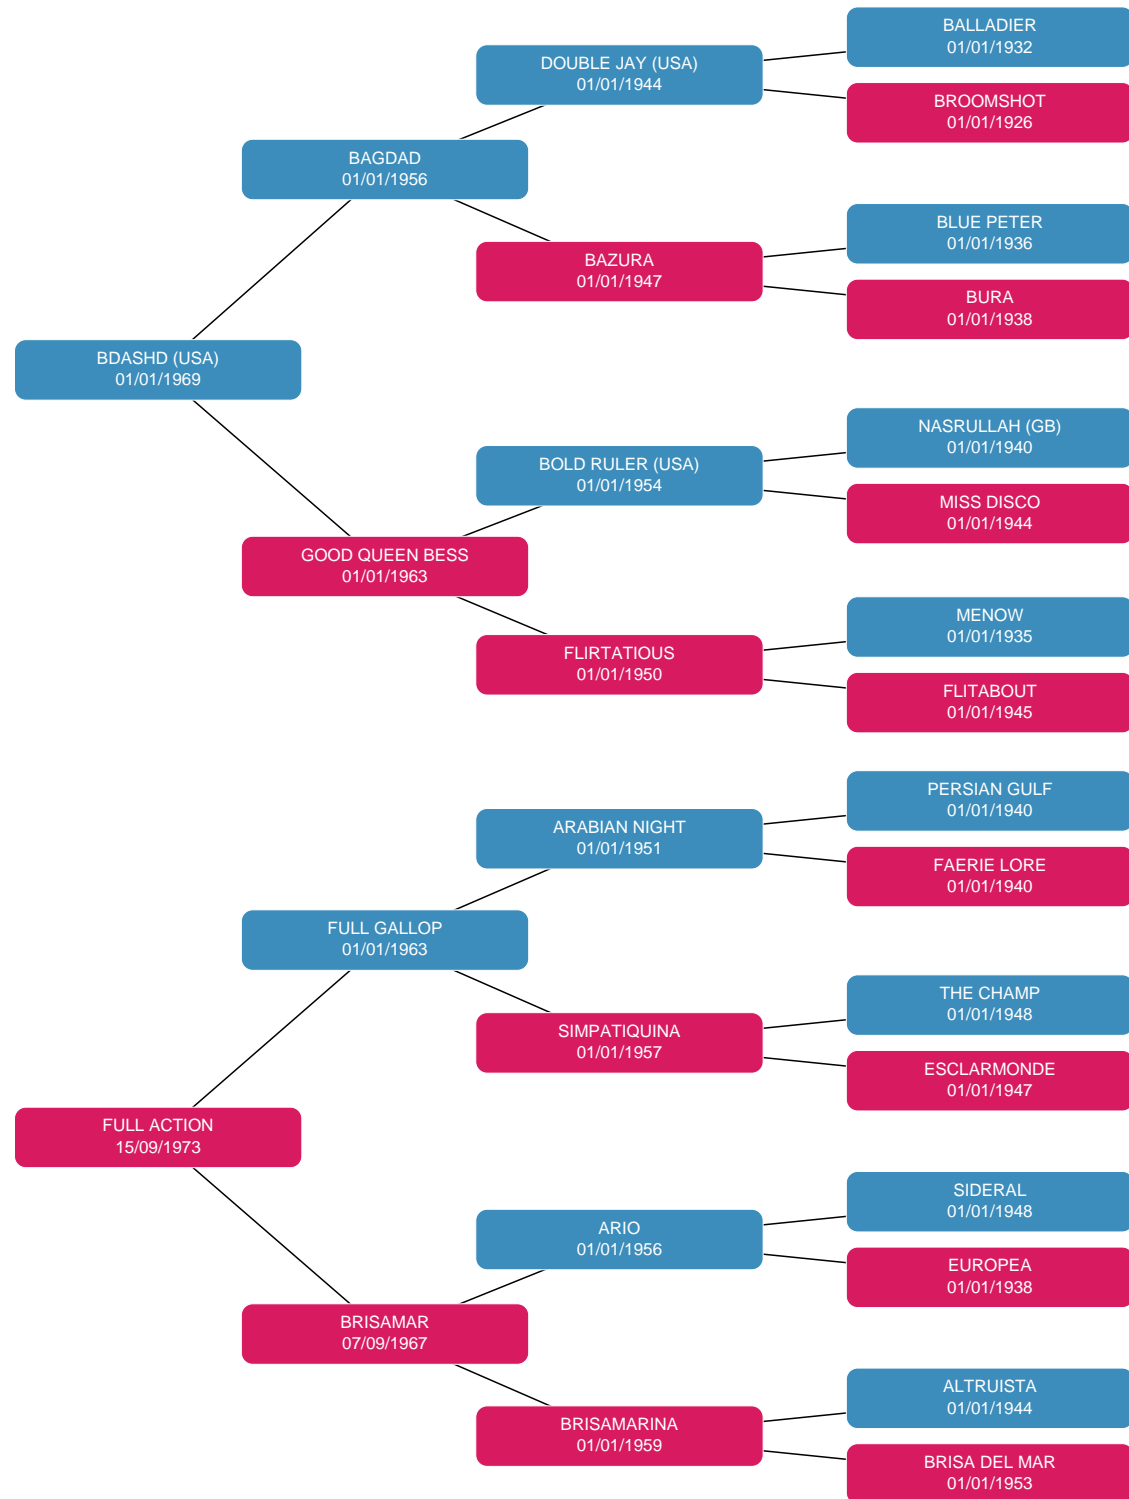 BALLADIER
01/01/1932
DOUBLE JAY (USA)
01/01/1944
BROOMSHOT
01/01/1926
BAGDAD
01/01/1956
BLUE PETER
01/01/1936
BAZURA
01/01/1947
BURA
01/01/1938
BDASHD (USA)
01/01/1969
NASRULLAH (GB)
01/01/1940
BOLD RULER (USA)
01/01/1954
MISS DISCO
01/01/1944
GOOD QUEEN BESS
01/01/1963
MENOW
01/01/1935
FLIRTATIOUS
01/01/1950
FLITABOUT
01/01/1945
PERSIAN GULF
01/01/1940
ARABIAN NIGHT
01/01/1951
FAERIE LORE
01/01/1940
FULL GALLOP
01/01/1963
THE CHAMP
01/01/1948
SIMPATIQUINA
01/01/1957
ESCLARMONDE
01/01/1947
FULL ACTION
15/09/1973
SIDERAL
01/01/1948
ARIO
01/01/1956
EUROPEA
01/01/1938
BRISAMAR
07/09/1967
ALTRUISTA
01/01/1944
BRISAMARINA
01/01/1959
BRISA DEL MAR
01/01/1953